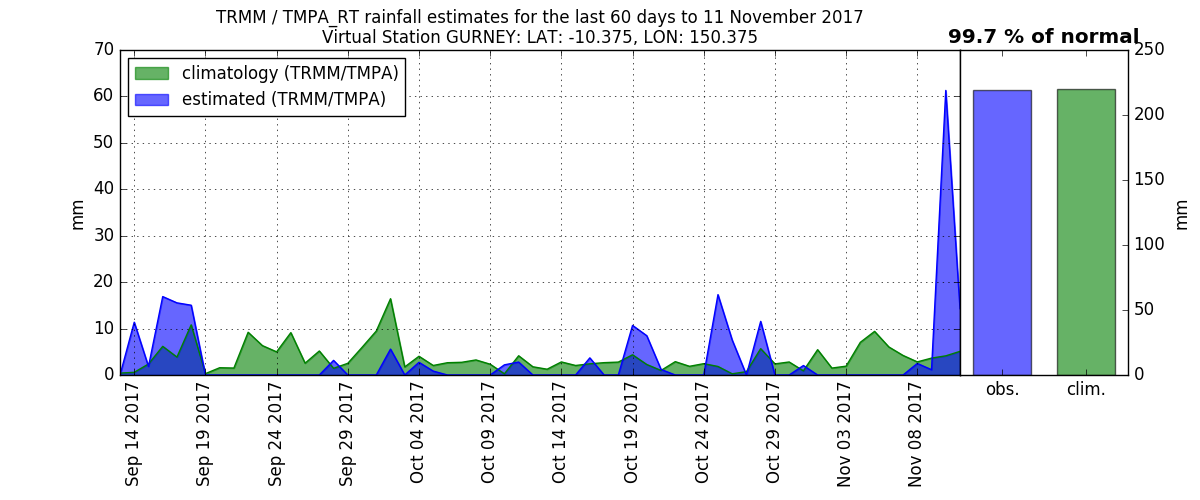 TRMM / TMPA_RT rainfall estimates for the last 60 days to 11 November 2017
Virtual Station GURNEY: LAT: -10.375, LON: 150.375
99.7 % of normal
climatology (TRMM/TMPA)
estimated (TRMM/TMPA)
70
60
50
40
30
20
10
0
mm
250
200
150
100
50
0
mm
Sep 14 2017
Sep 19 2017
Sep 24 2017
Sep 29 2017
Oct 04 2017
Oct 09 2017
Oct 14 2017
Oct 19 2017
Oct 24 2017
Oct 29 2017
Nov 03 2017
Nov 08 2017
obs.
clim.